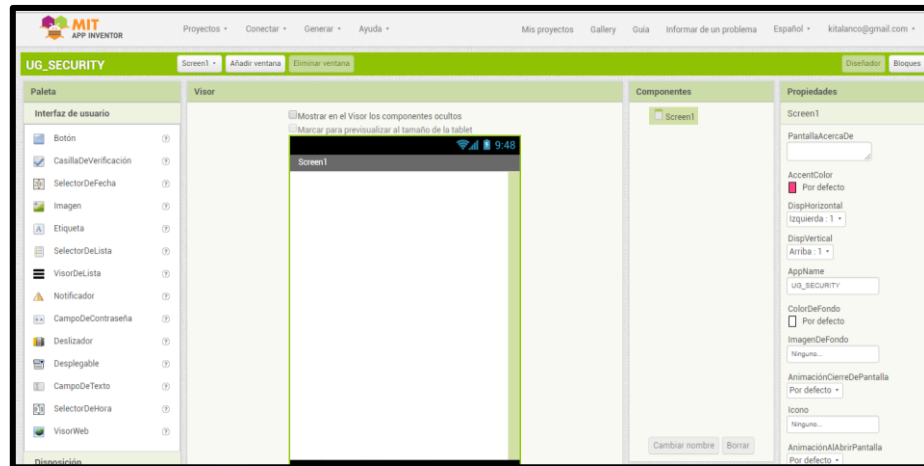 MIT
APP INVENTOR
Proyectos Conectar Generar Ayuda
Mis proyectos Gallery Guía Informar de un problema Español kitalanco@gmail.com
UG_SECURITY Screen1 Añadir ventana Eliminar ventana Diseñador Bloques
Paleta
Interfaz de usuario
Botón
CasillaDeVerificación
SelectorDeFecha
Imagen
Etiqueta
SelectorDeLista
VisorDeLista
Notificador
CampoDeContraseña
Deslizador
Desplegable
CampoDeTexto
SelectorDeHora
VisorWeb
Disposición
Visor
Mostrar en el Visor los componentes ocultos
Marcar para previsualizar al tamaño de la tablet
9:48
Screen1
Componentes
Screen1
Cambiar nombre Borrar
Propiedades
Screen1
PantallaAcercaDe
AccentColor
Por defecto
DispHorizontal
Izquierda : 1
DispVertical
Arriba : 1
AppName
UG_SECURITY
ColorDeFondo
Por defecto
ImagenDeFondo
Ninguno...
AnimaciónCierreDePantalla
Por defecto
Icono
Ninguno...
AnimaciónAlAbrirPantalla
Por defecto